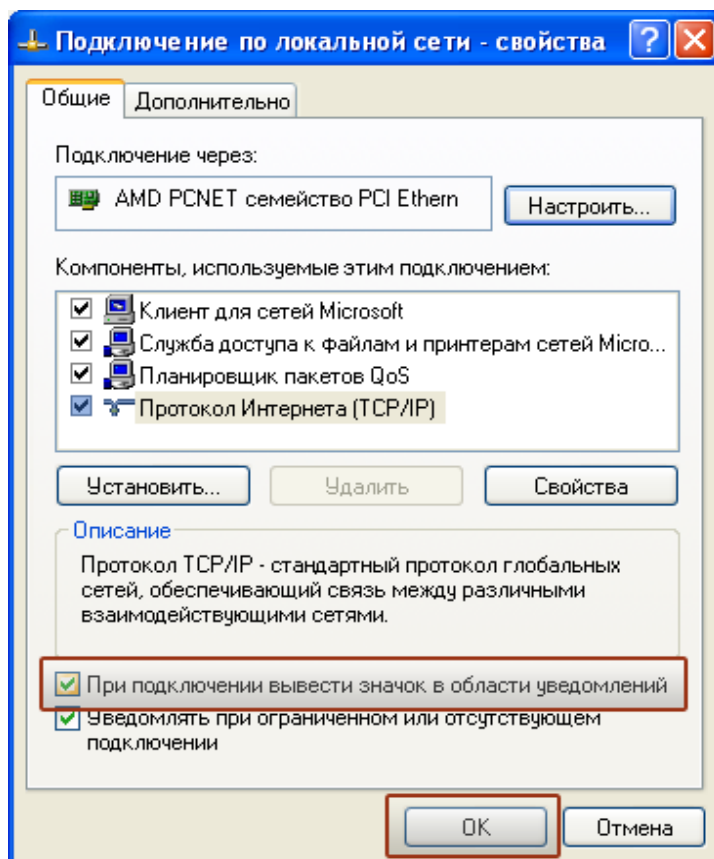 Подключение по локальной сети - свойства
Общие
Дополнительно
Подключение через:
AMD PCNET семейство PCI Ethern
Настроить...
Компоненты, используемые этим подключением:
Клиент для сетей Microsoft
Служба доступа к файлам и принтерам сетей Micro...
Планировщик пакетов QoS
Протокол Интернета (TCP/IP)
Установить...
Удалить
Свойства
Описание
Протокол TCP/IP - стандартный протокол глобальных
сетей, обеспечивающий связь между различными
взаимодействующими сетями.
При подключении вывести значок в области уведомлений
Уведомлять при ограниченном или отсутствующем
подключении
OK
Отмена